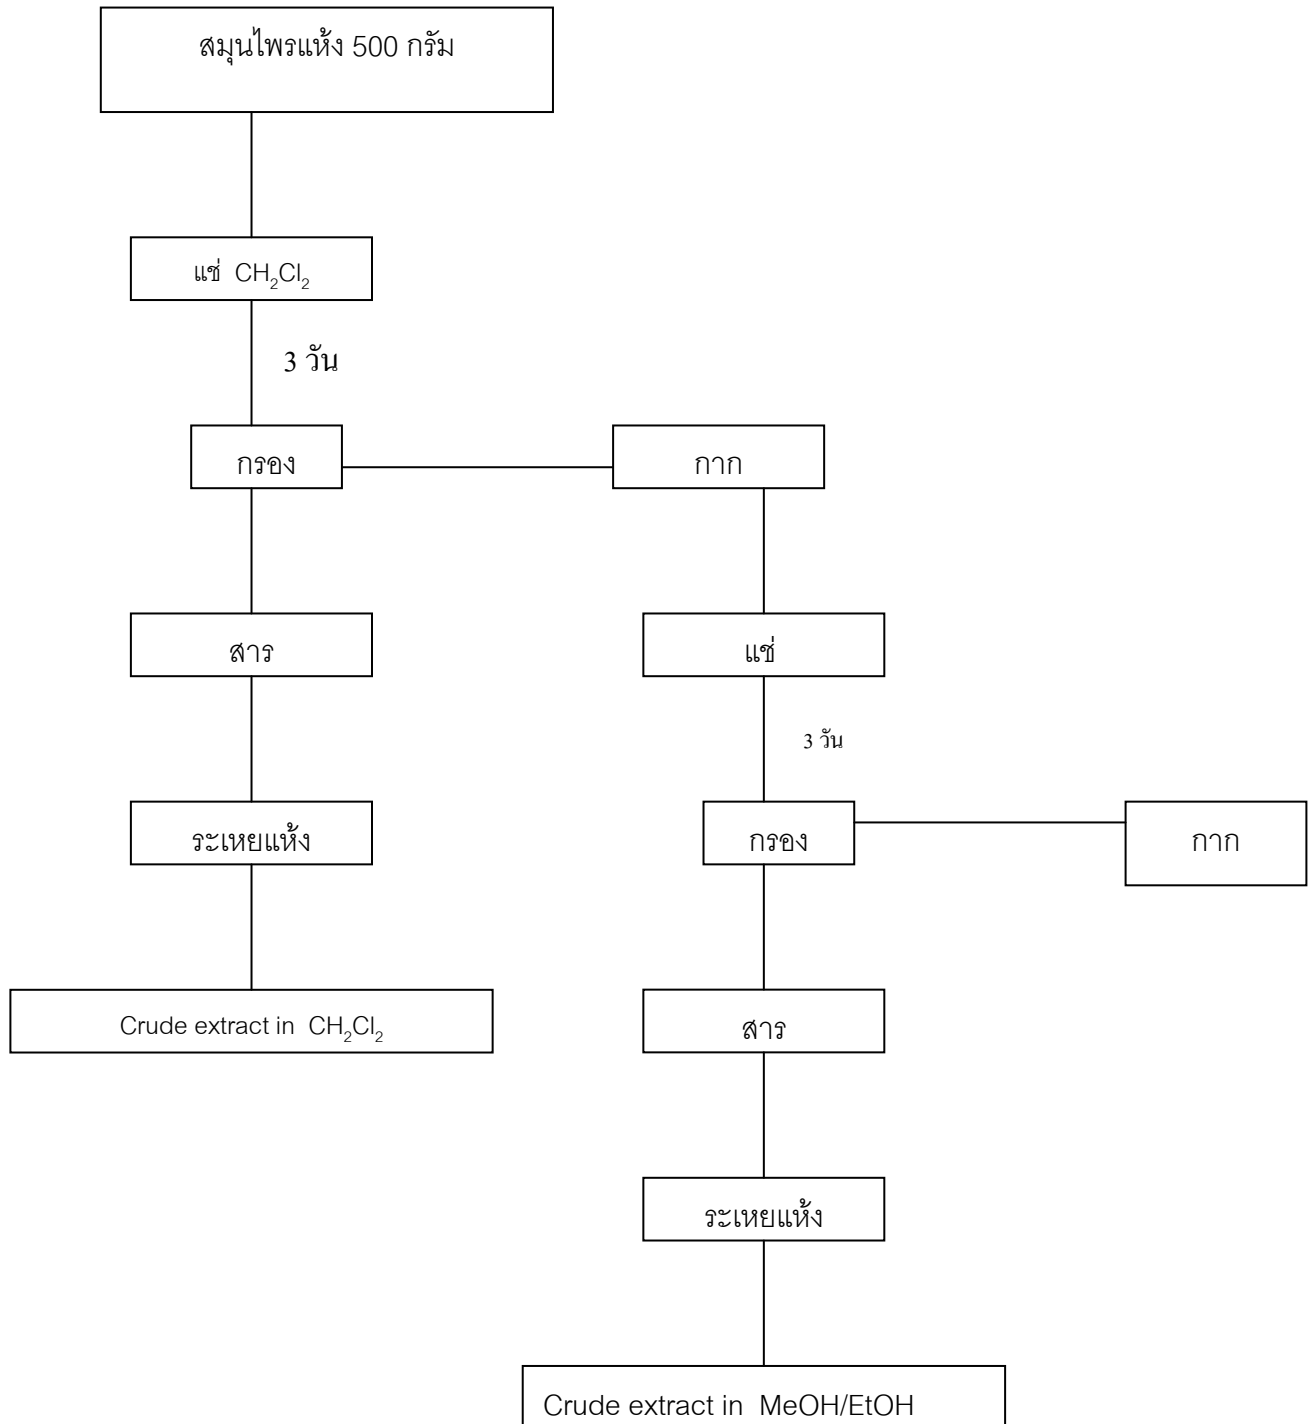 สมุนไพรแห้ง 500 กรัม
แช่ CH₂Cl₂
3 วัน
กรอง
กาก
สาร
แช่
3 วัน
ระเหยแห้ง
กรอง
กาก
Crude extract in CH₂Cl₂
สาร
ระเหยแห้ง
Crude extract in MeOH/EtOH